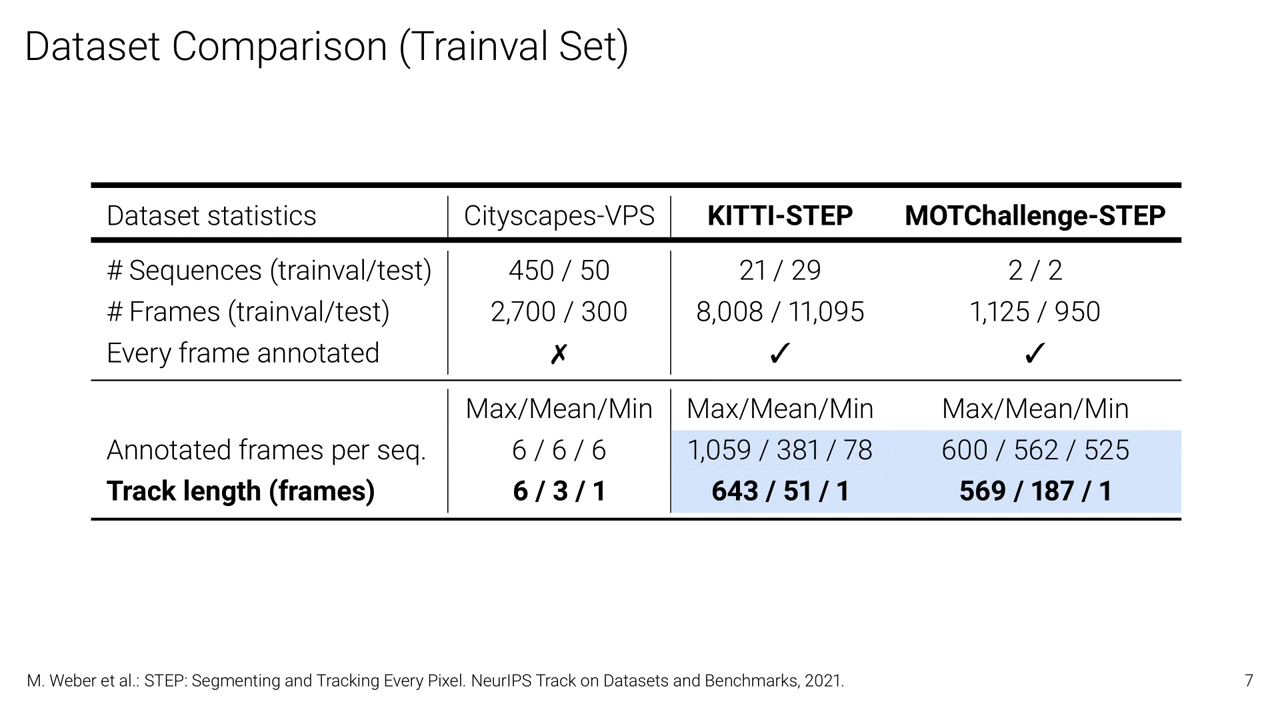 Dataset Comparison (Trainval Set)
Dataset statistics Cityscapes-VPS KITTI-STEP MOTChallenge-STEP
# Sequences (trainval/test) 450 / 50 21 / 29 2 / 2
# Frames (trainval/test) 2,700 / 300 8,008 / 11,095 1,125 / 950
Every frame annotated ✗ ✓ ✓
Max/Mean/Min Max/Mean/Min Max/Mean/Min
Annotated frames per seq. 6 / 6 / 6 1,059 / 381 / 78 600 / 562 / 525
Track length (frames) 6 / 3 / 1 643 / 51 / 1 569 / 187 / 1
M. Weber et al.: STEP: Segmenting and Tracking Every Pixel. NeurIPS Track on Datasets and Benchmarks, 2021. 7